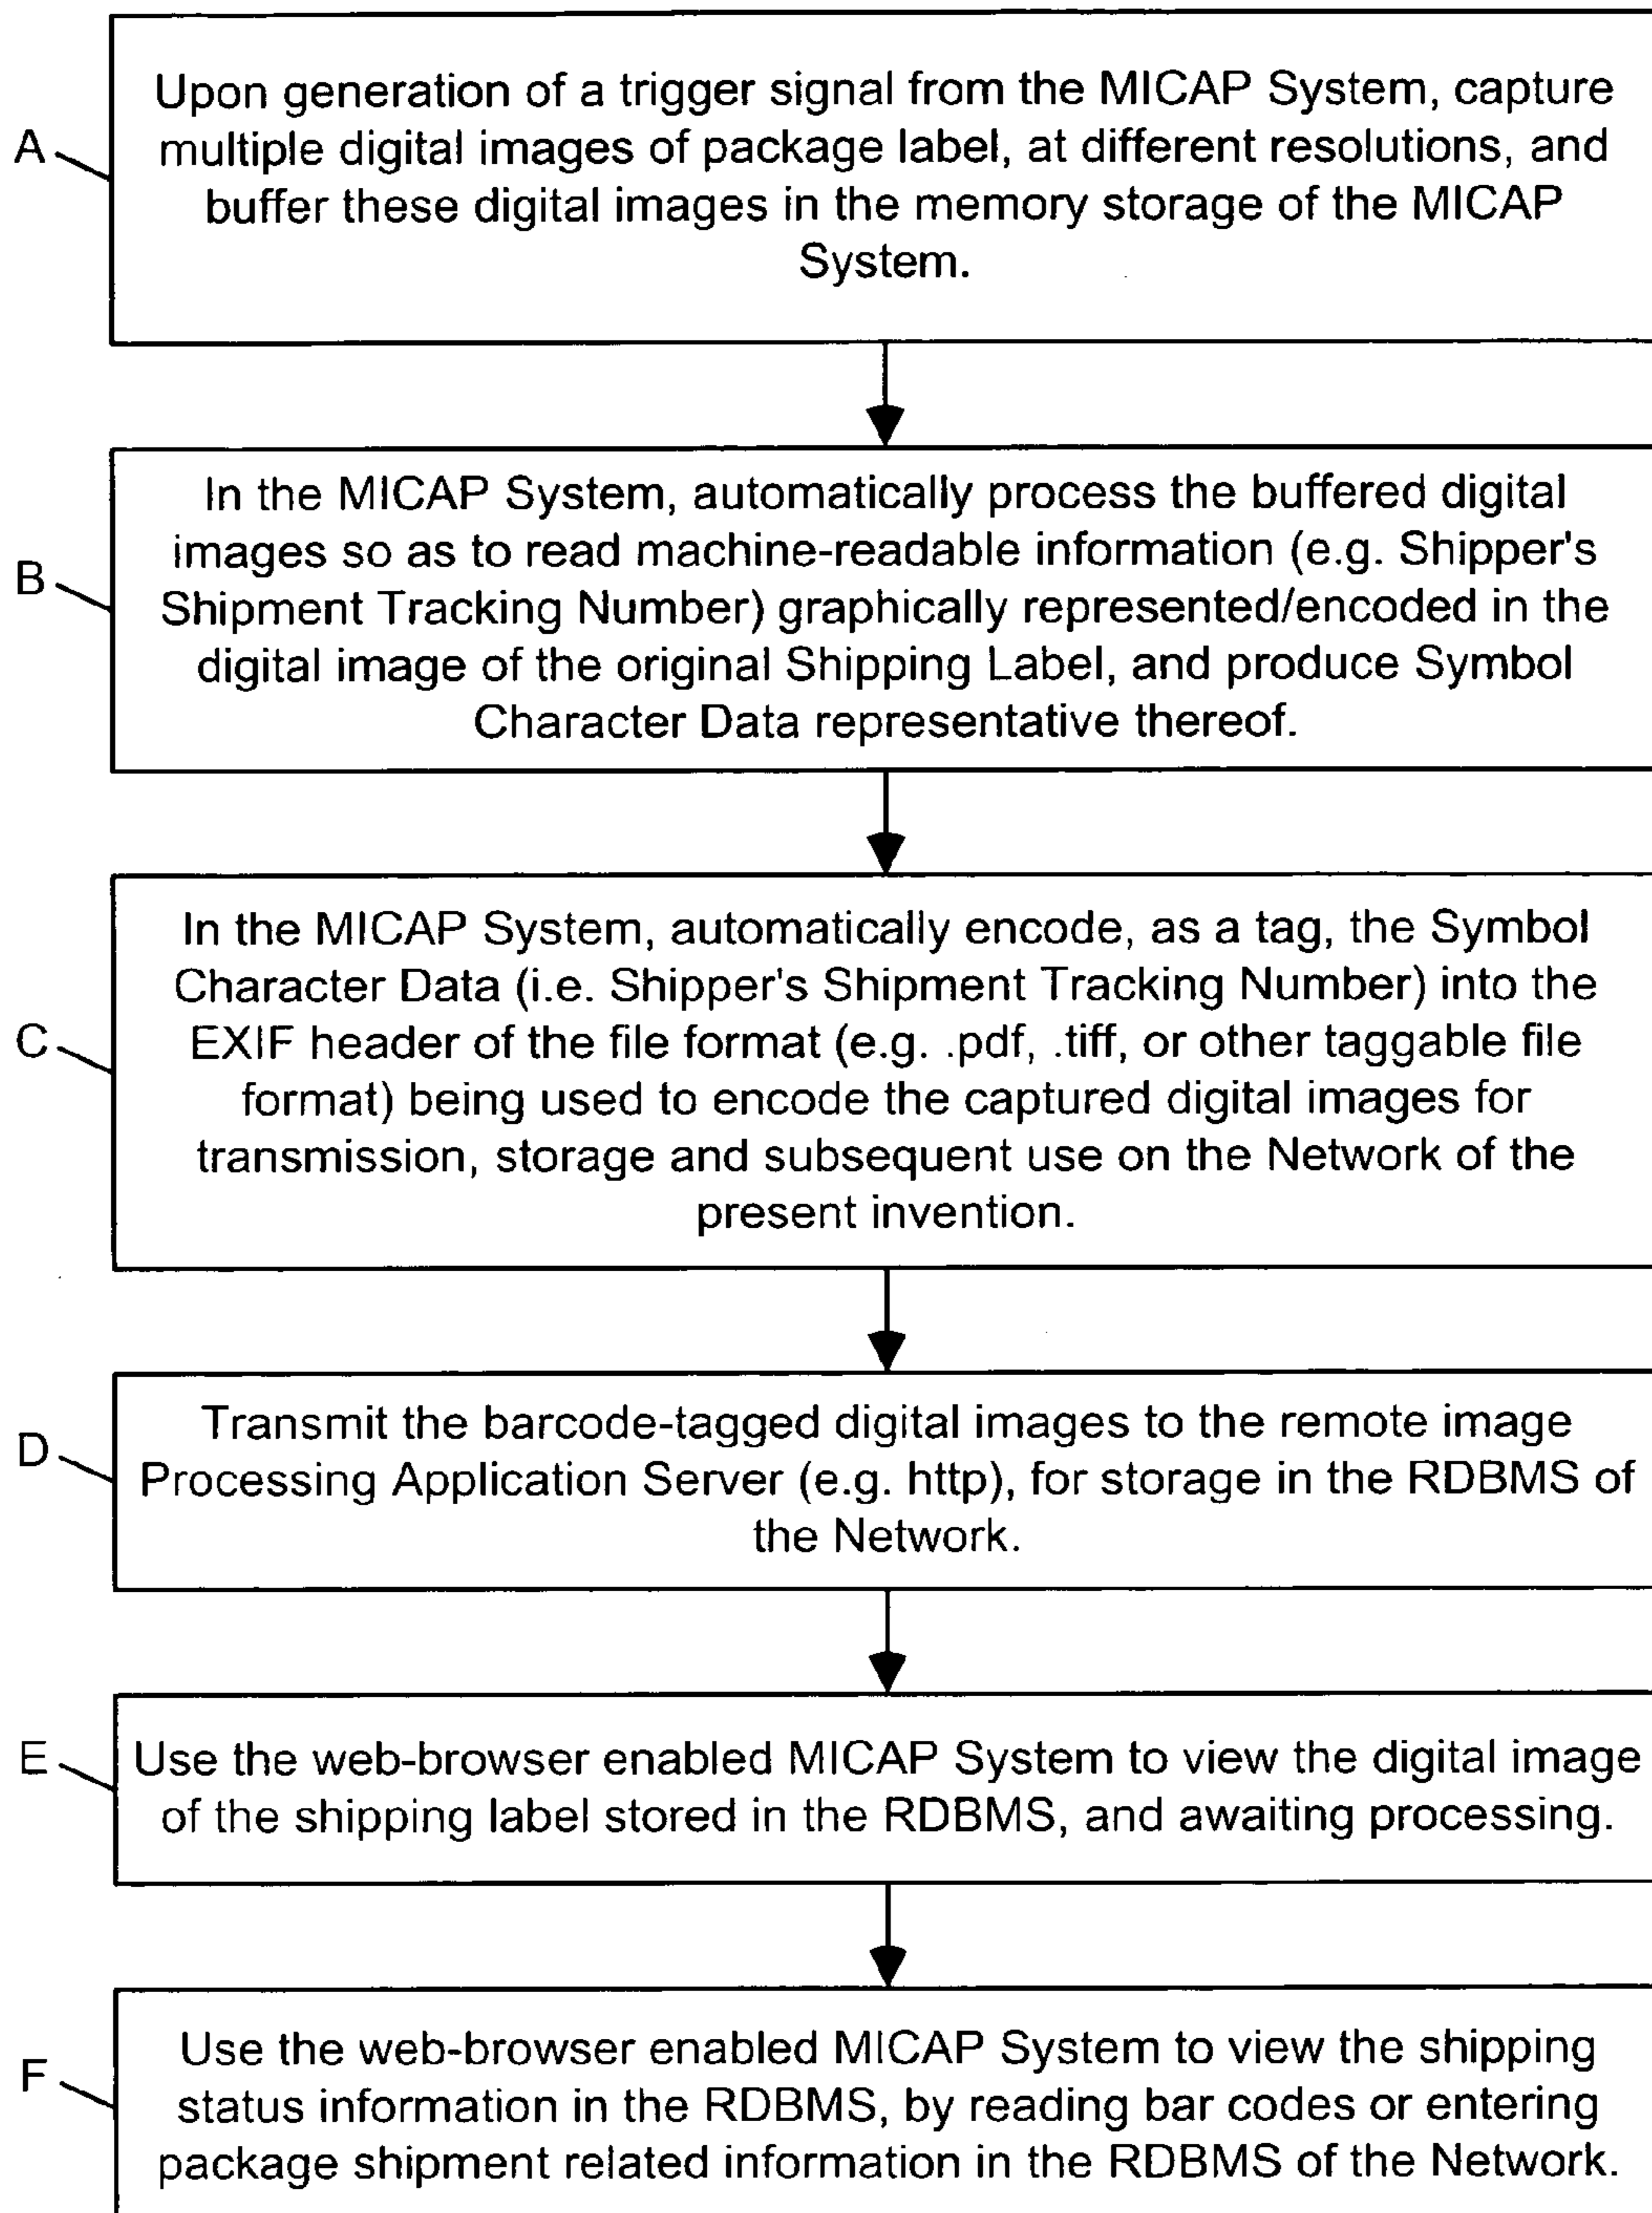 A
Upon generation of a trigger signal from the MICAP System, capture
multiple digital images of package label, at different resolutions, and
buffer these digital images in the memory storage of the MICAP
System.
B
In the MICAP System, automatically process the buffered digital
images so as to read machine-readable information (e.g. Shipper's
Shipment Tracking Number) graphically represented/encoded in the
digital image of the original Shipping Label, and produce Symbol
Character Data representative thereof.
C
In the MICAP System, automatically encode, as a tag, the Symbol
Character Data (i.e. Shipper's Shipment Tracking Number) into the
EXIF header of the file format (e.g. .pdf, .tiff, or other taggable file
format) being used to encode the captured digital images for
transmission, storage and subsequent use on the Network of the
present invention.
D
Transmit the barcode-tagged digital images to the remote image
Processing Application Server (e.g. http), for storage in the RDBMS of
the Network.
E
Use the web-browser enabled MICAP System to view the digital image
of the shipping label stored in the RDBMS, and awaiting processing.
F
Use the web-browser enabled MICAP System to view the shipping
status information in the RDBMS, by reading bar codes or entering
package shipment related information in the RDBMS of the Network.